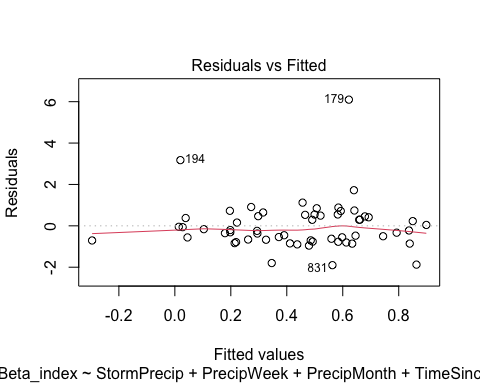 Residuals vs Fitted
Residuals
6
4
2
0
-2
179
194
831
-0.2 0.0 0.2 0.4 0.6 0.8
Fitted values
Beta_index ~ StormPrecip + PrecipWeek + PrecipMonth + TimeSinc